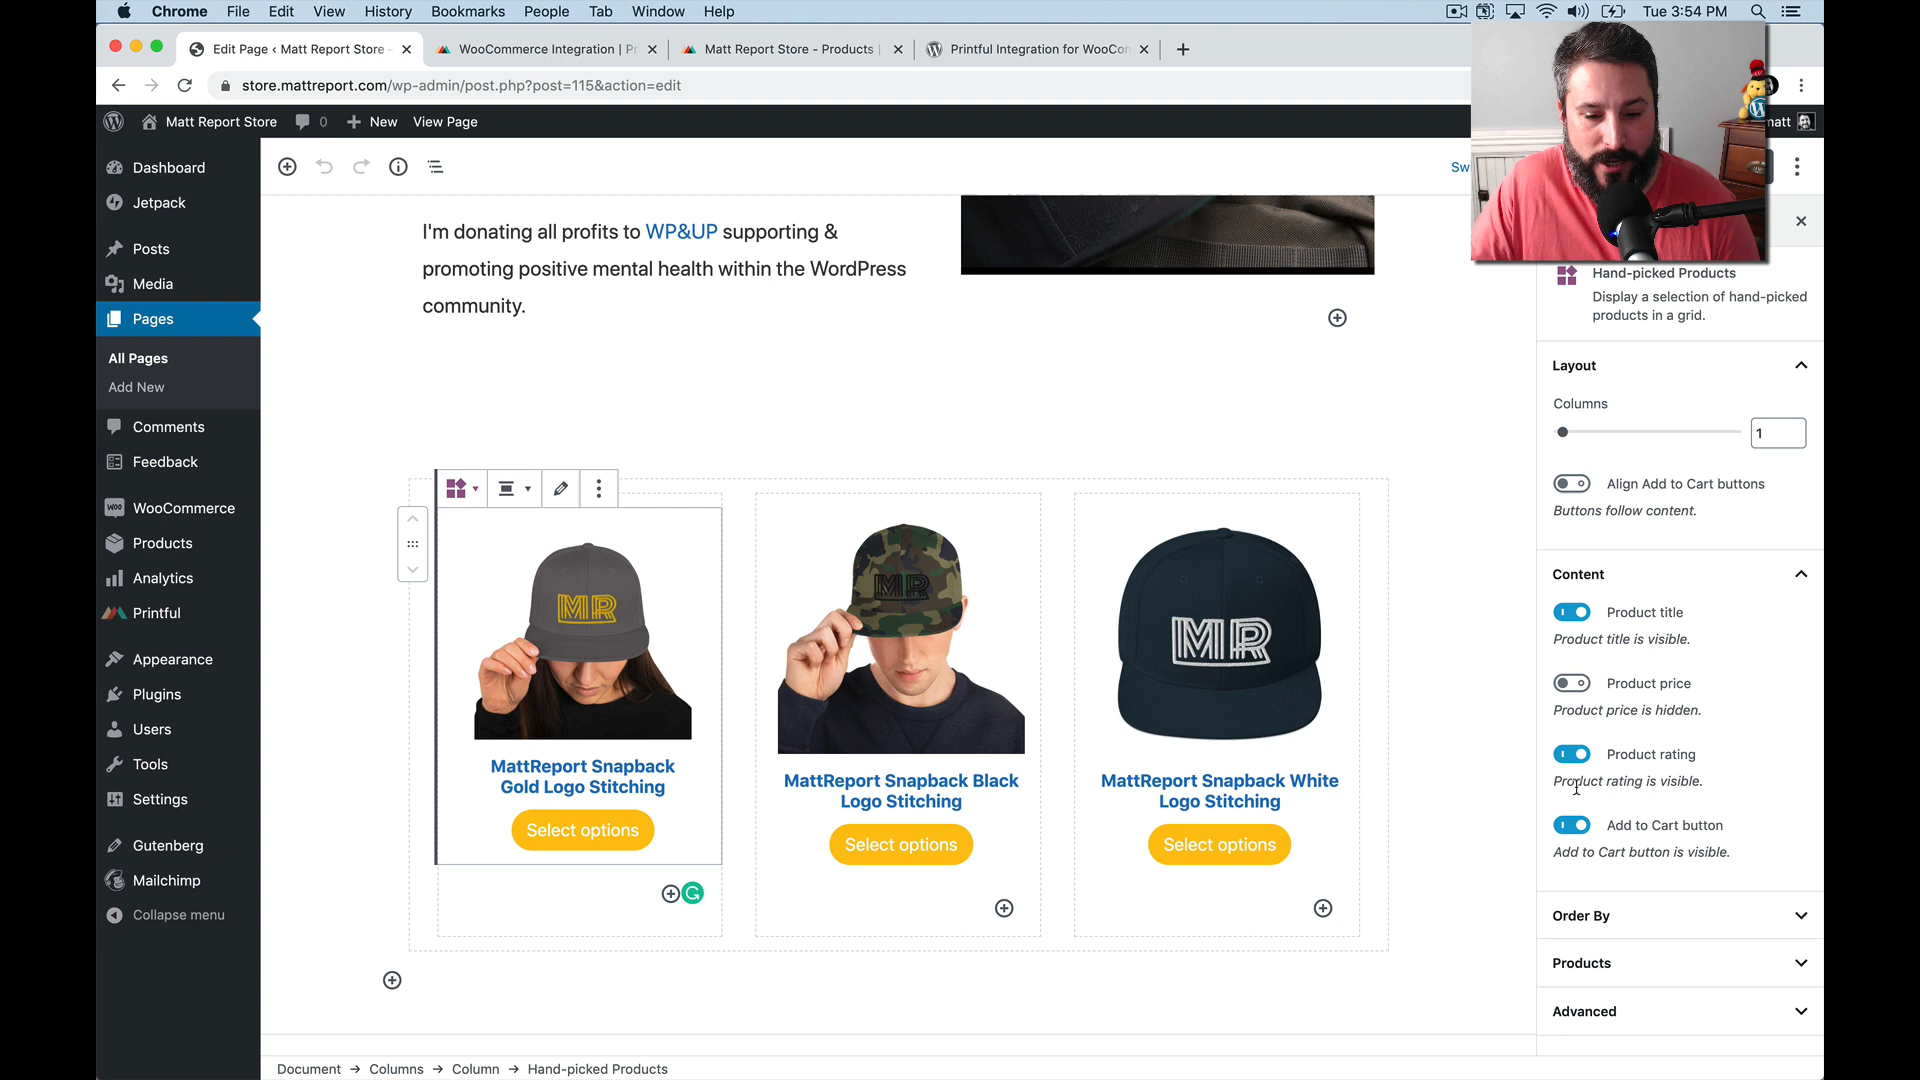 Chrome File Edit View History Bookmarks People Tab Window Help Tue 3:54 PM
Edit Page ‹ Matt Report Store - WooCommerce Integration | Pr Matt Report Store - Products | Printful Integration for WooCon
store.mattreport.com/wp-admin/post.php?post=115&action=edit
Matt Report Store 0 New View Page matt
Dashboard
Jetpack
Posts
Media
Pages
All Pages
Add New
Comments
Feedback
WooCommerce
Products
Analytics
Printful
Appearance
Plugins
Users
Tools
Settings
Gutenberg
Mailchimp
Collapse menu
Sw
I'm donating all profits to WP&UP supporting &
promoting positive mental health within the WordPress
community.
MR
MR
MR
MattReport Snapback
Gold Logo Stitching
Select options
MattReport Snapback Black
Logo Stitching
Select options
MattReport Snapback White
Logo Stitching
Select options
Hand-picked Products
Display a selection of hand-picked
products in a grid.
Layout
Columns
1
Align Add to Cart buttons
Buttons follow content.
Content
Product title
Product title is visible.
Product price
Product price is hidden.
Product rating
Product rating is visible.
Add to Cart button
Add to Cart button is visible.
Order By
Products
Advanced
Document → Columns → Column → Hand-picked Products